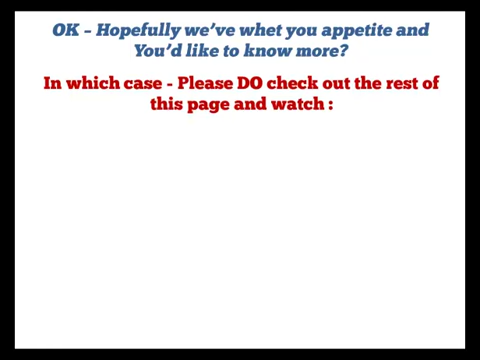 OK – Hopefully we’ve whet you appetite and
You’d like to know more?
In which case - Please DO check out the rest of
this page and watch :